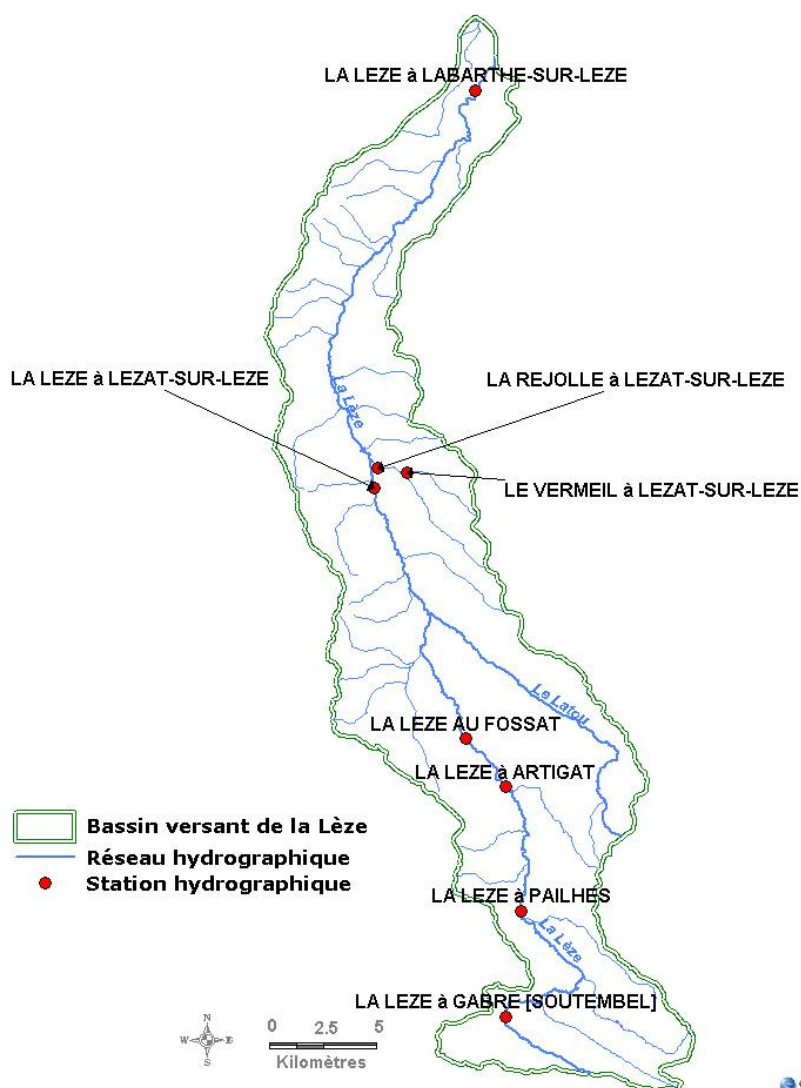 LA LEZE à LABARTHE-SUR-LEZE
LA LEZE à LEZAT-SUR-LEZE
LA REJOLLE à LEZAT-SUR-LEZE
La Lèze
LE VERMEIL à LEZAT-SUR-LEZE
Le Latou
LA LEZE AU FOSSAT
LA LEZE à ARTIGAT
Bassin versant de la Lèze
Réseau hydrographique
Station hydrographique
LA LEZE à PAILHES
La Lèze
LA LEZE à GABRE [SOUTEMBEL]
N
W
E
S
0 2.5 5
Kilomètres